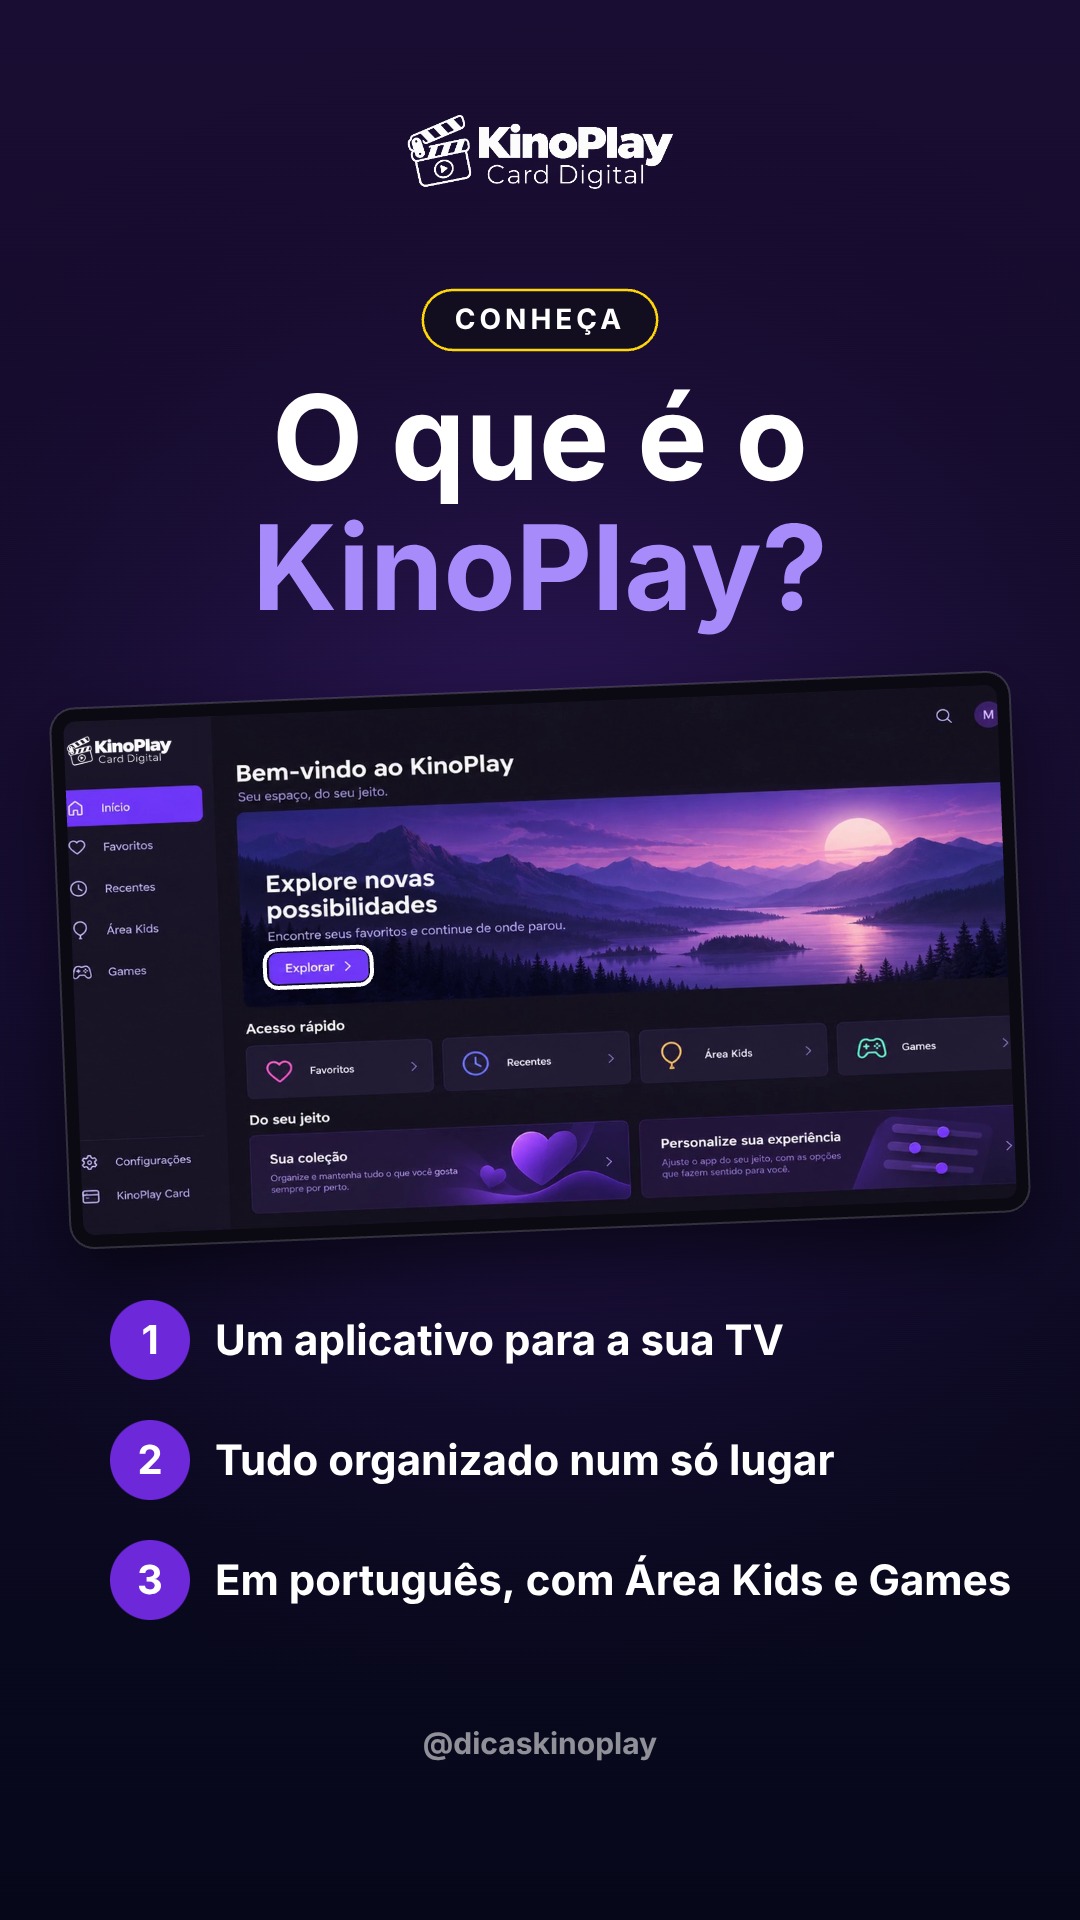 KinoPlay
Card Digital
CONHEÇA
O que é o
KinoPlay?
KinoPlay
Card Digital
M
Início
Favoritos
Recentes
Área Kids
Games
Configurações
KinoPlay Card
Bem-vindo ao KinoPlay
Seu espaço, do seu jeito.
Explore novas
possibilidades
Encontre seus favoritos e continue de onde parou.
Explorar
Acesso rápido
Favoritos
Recentes
Área Kids
Games
Do seu jeito
Sua coleção
Organize e mantenha tudo o que você gosta
sempre por perto.
Personalize sua experiência
Ajuste o app do seu jeito, com as opções
que fazem sentido para você.
1 Um aplicativo para a sua TV
2 Tudo organizado num só lugar
3 Em português, com Área Kids e Games
@dicaskinoplay